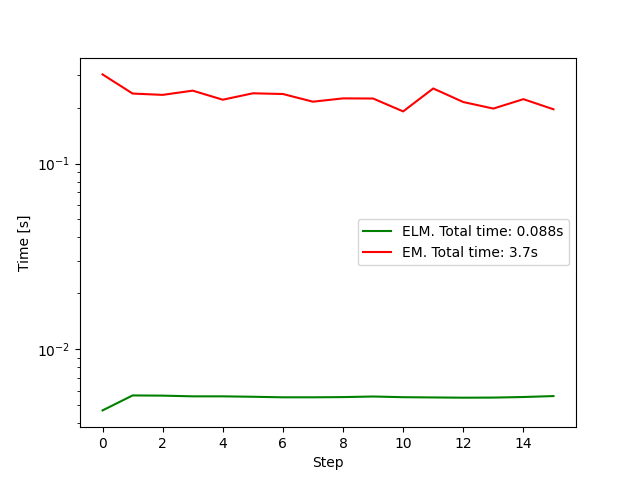 10⁻¹
10⁻²
Time [s]
ELM. Total time: 0.088s
EM. Total time: 3.7s
0 2 4 6 8 10 12 14
Step